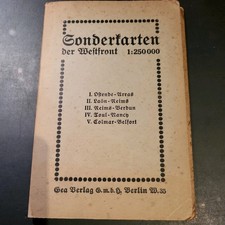 Sonderkarten
der Westfront 1:250000
I. Ostende-Arras
II. Laôn-Reims
III. Reims-Verdun
IV. Toul-Nancy
V. Colmar-Belfort
Gea Verlag G.m.b.H. Berlin W.35